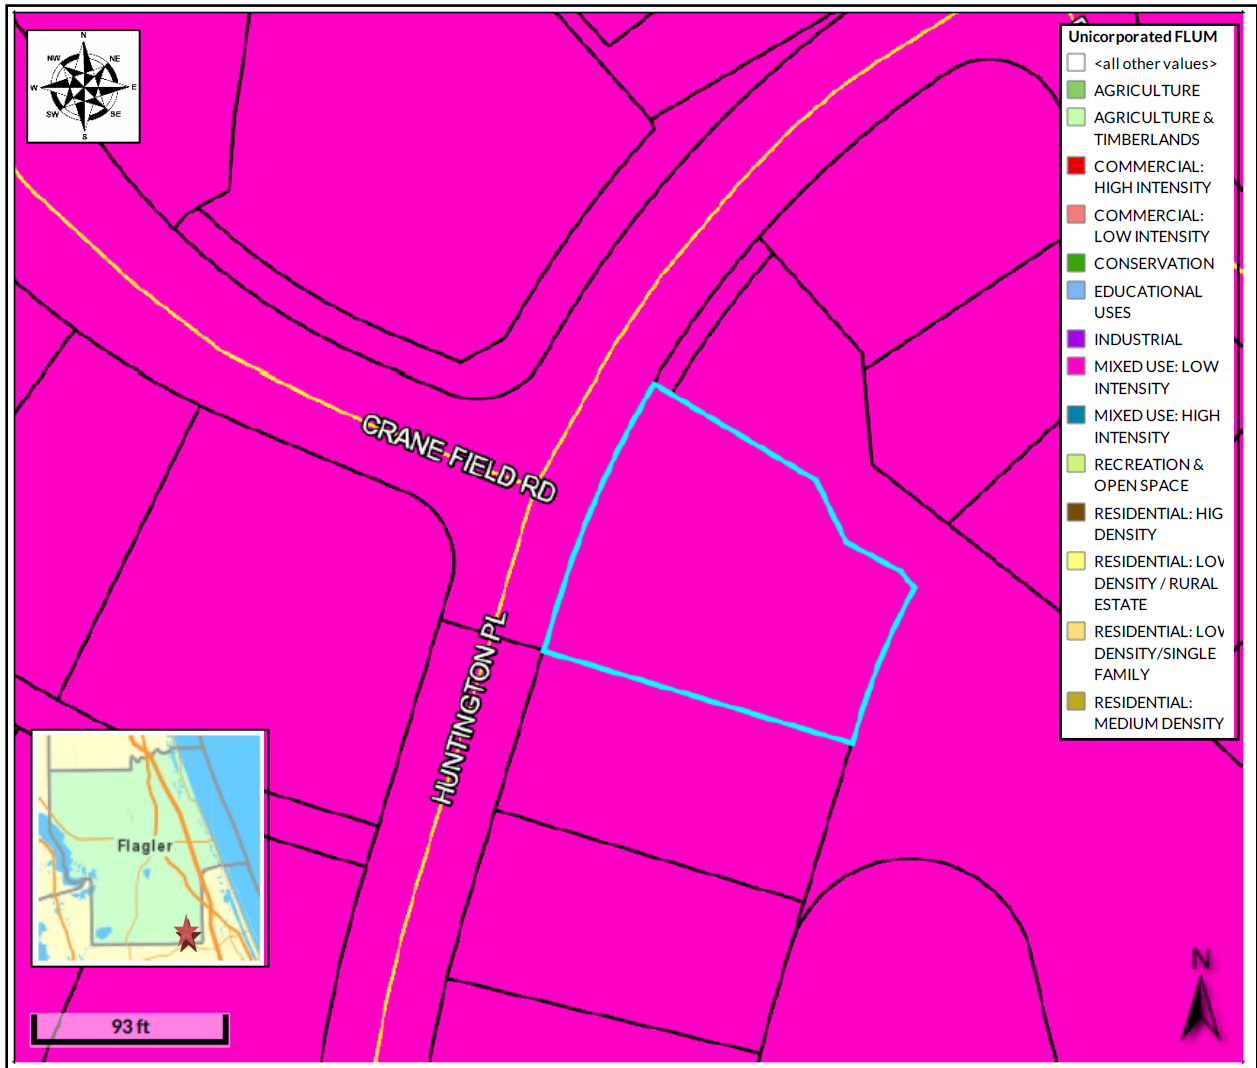 N
NW
NE
W
E
SW
SE
S
Unicorporated FLUM
<all other values>
AGRICULTURE
AGRICULTURE &
TIMBERLANDS
COMMERCIAL:
HIGH INTENSITY
COMMERCIAL:
LOW INTENSITY
CONSERVATION
EDUCATIONAL
USES
INDUSTRIAL
MIXED USE: LOW
INTENSITY
MIXED USE: HIGH
INTENSITY
RECREATION &
OPEN SPACE
RESIDENTIAL: HIG
DENSITY
RESIDENTIAL: LOW
DENSITY / RURAL
ESTATE
RESIDENTIAL: LOW
DENSITY/SINGLE
FAMILY
RESIDENTIAL:
MEDIUM DENSITY
CRANE FIELD RD
HUNTINGTON PL
Flagler
93 ft
N